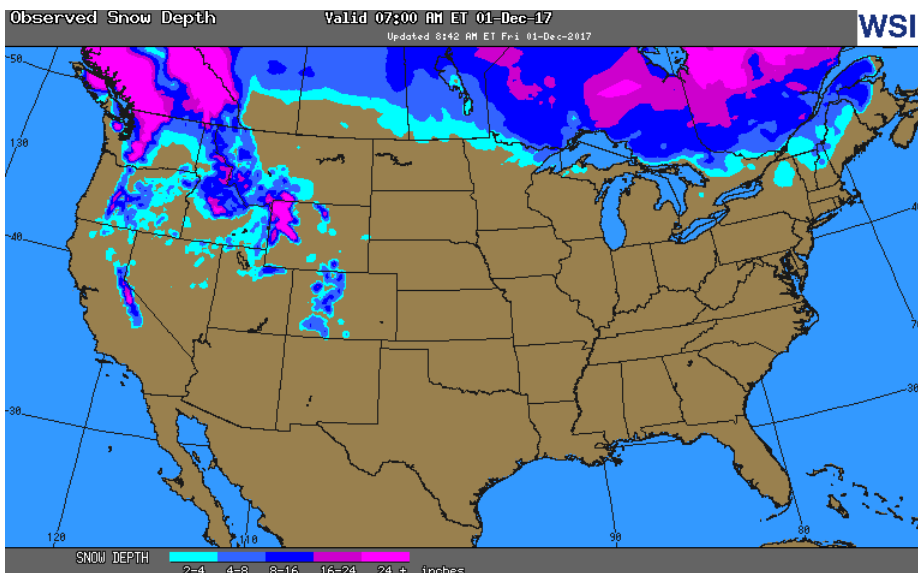 Observed Snow Depth
Valid 07:00 AM ET 01-Dec-17
Updated 8:42 AM ET Fri 01-Dec-2017
WSI
-50
130
-40
-30
120
110
90
80
30
SNOW DEPTH
2-4 4-8 8-16 16-24 24 + inches